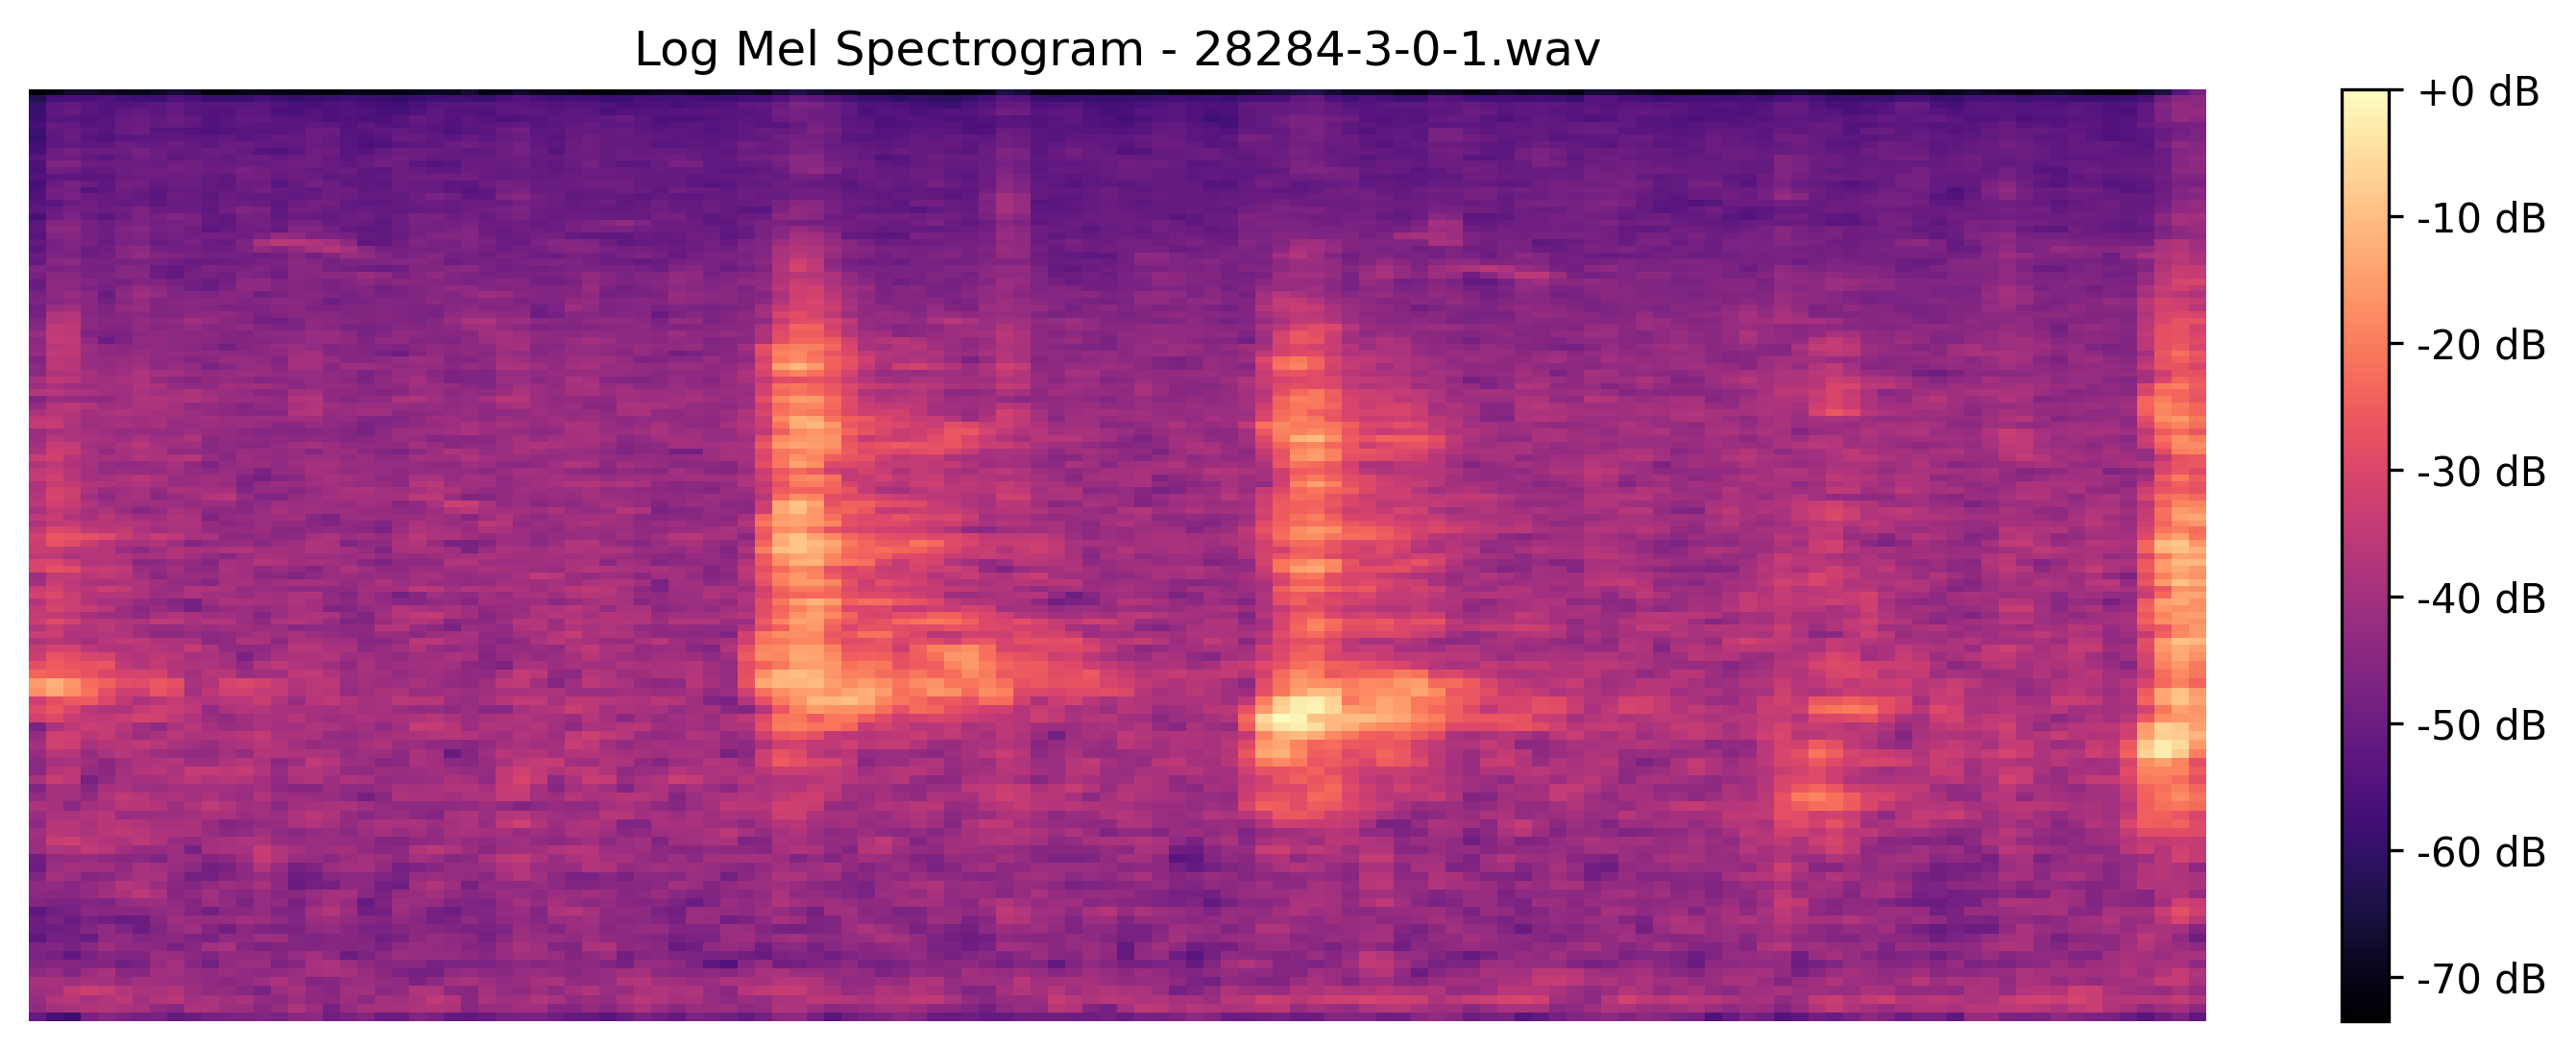 Log Mel Spectrogram - 28284-3-0-1.wav
+0 dB
-10 dB
-20 dB
-30 dB
-40 dB
-50 dB
-60 dB
-70 dB